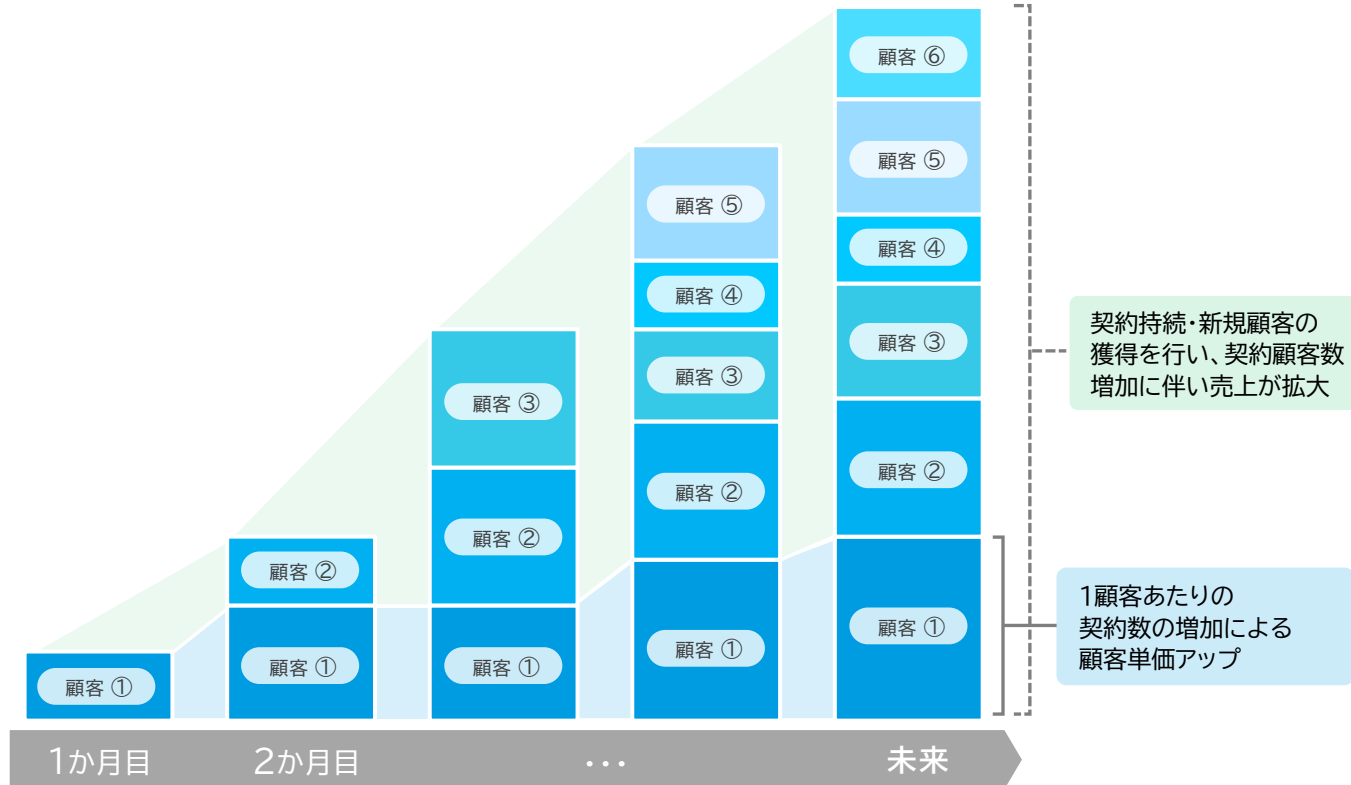 顧客 ①
顧客 ②
顧客 ①
顧客 ③
顧客 ②
顧客 ①
顧客 ⑤
顧客 ④
顧客 ③
顧客 ②
顧客 ①
顧客 ⑥
顧客 ⑤
顧客 ④
顧客 ③
顧客 ②
顧客 ①
契約持続・新規顧客の
獲得を行い、契約顧客数
増加に伴い売上が拡大
1顧客あたりの
契約数の増加による
顧客単価アップ
1か月目
2か月目
・・・
未来